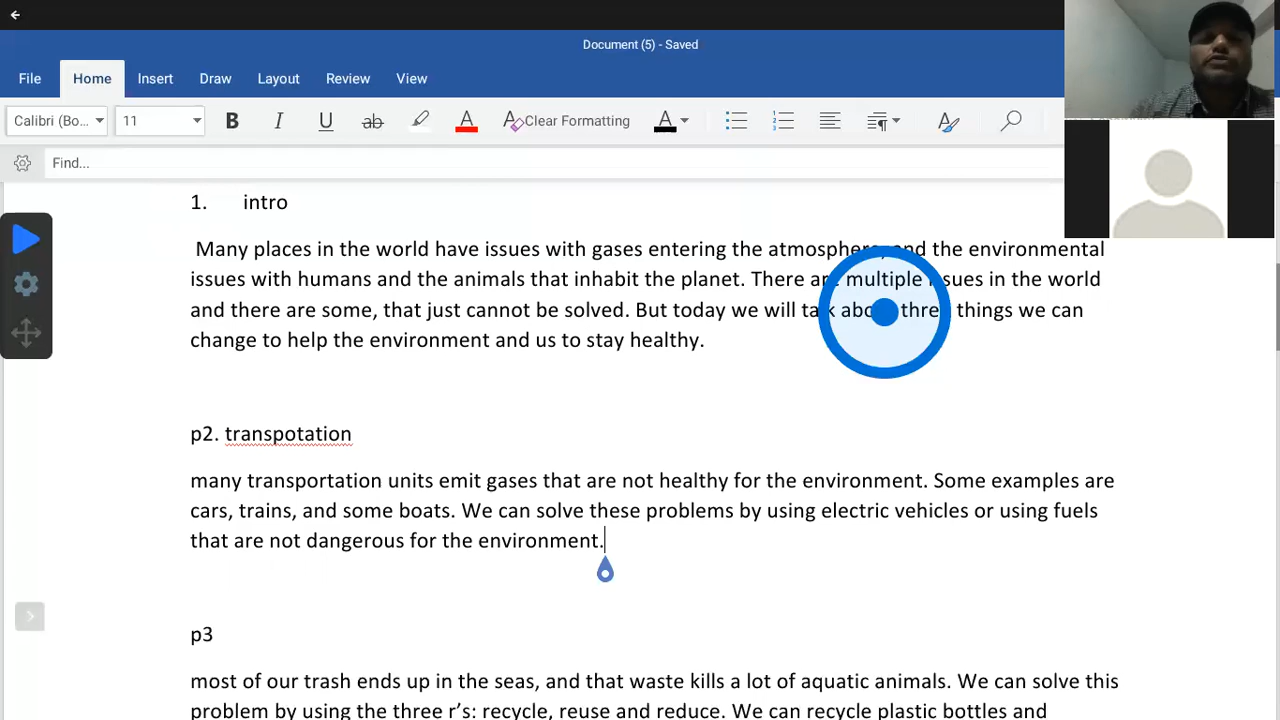 Document (5) - Saved
File Home Insert Draw Layout Review View
Calibri (Bo... 11 B I U ab A Clear Formatting A
Find...
1. intro
Many places in the world have issues with gases entering the atmosphere, and the environmental
issues with humans and the animals that inhabit the planet. There are multiple issues in the world
and there are some, that just cannot be solved. But today we will talk about three things we can
change to help the environment and us to stay healthy.
p2. transpotation
many transportation units emit gases that are not healthy for the environment. Some examples are
cars, trains, and some boats. We can solve these problems by using electric vehicles or using fuels
that are not dangerous for the environment.
p3
most of our trash ends up in the seas, and that waste kills a lot of aquatic animals. We can solve this
problem by using the three r's: recycle, reuse and reduce. We can recycle plastic bottles and